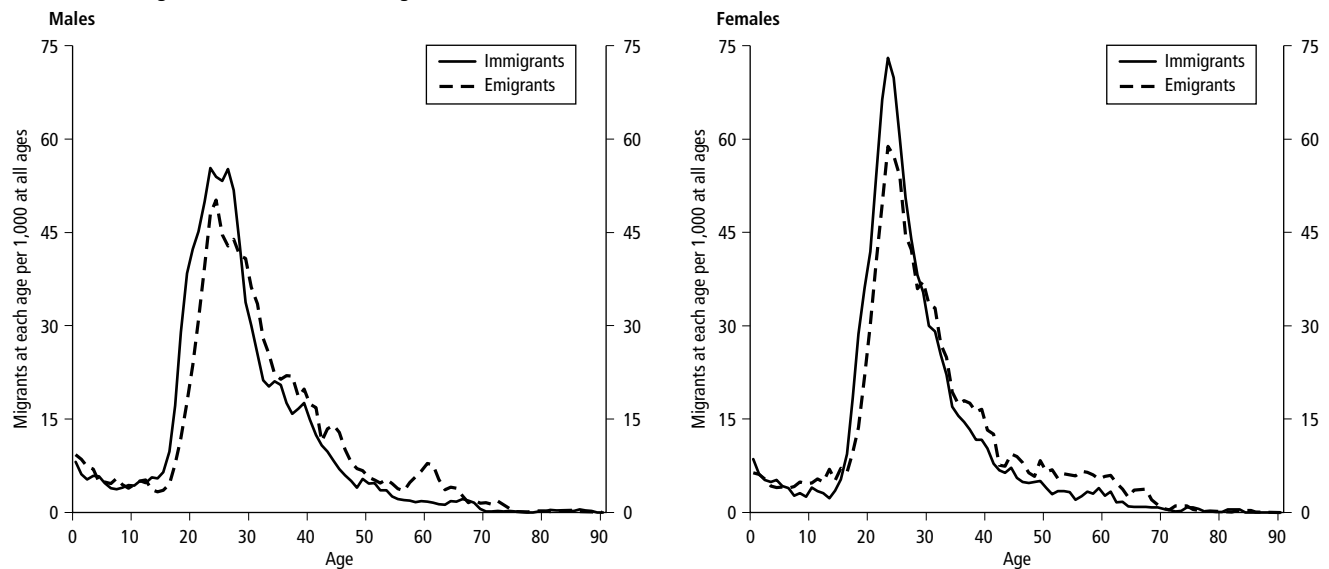 Males
75 75
Immigrants
Emigrants
60 60
45 45
30 30
15 15
0 0
0 10 20 30 40 50 60 70 80 90
Age
Migrants at each age per 1,000 at all ages
Females
75 75
Immigrants
Emigrants
60 60
45 45
30 30
15 15
0 0
0 10 20 30 40 50 60 70 80 90
Age
Migrants at each age per 1,000 at all ages